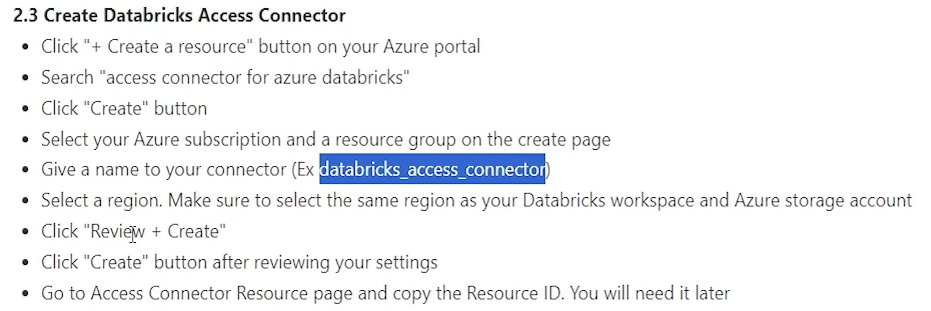 2.3 Create Databricks Access Connector
• Click "+ Create a resource" button on your Azure portal
• Search "access connector for azure databricks"
• Click "Create" button
• Select your Azure subscription and a resource group on the create page
• Give a name to your connector (Ex databricks_access_connector)
• Select a region. Make sure to select the same region as your Databricks workspace and Azure storage account
• Click "Review + Create"
• Click "Create" button after reviewing your settings
• Go to Access Connector Resource page and copy the Resource ID. You will need it later